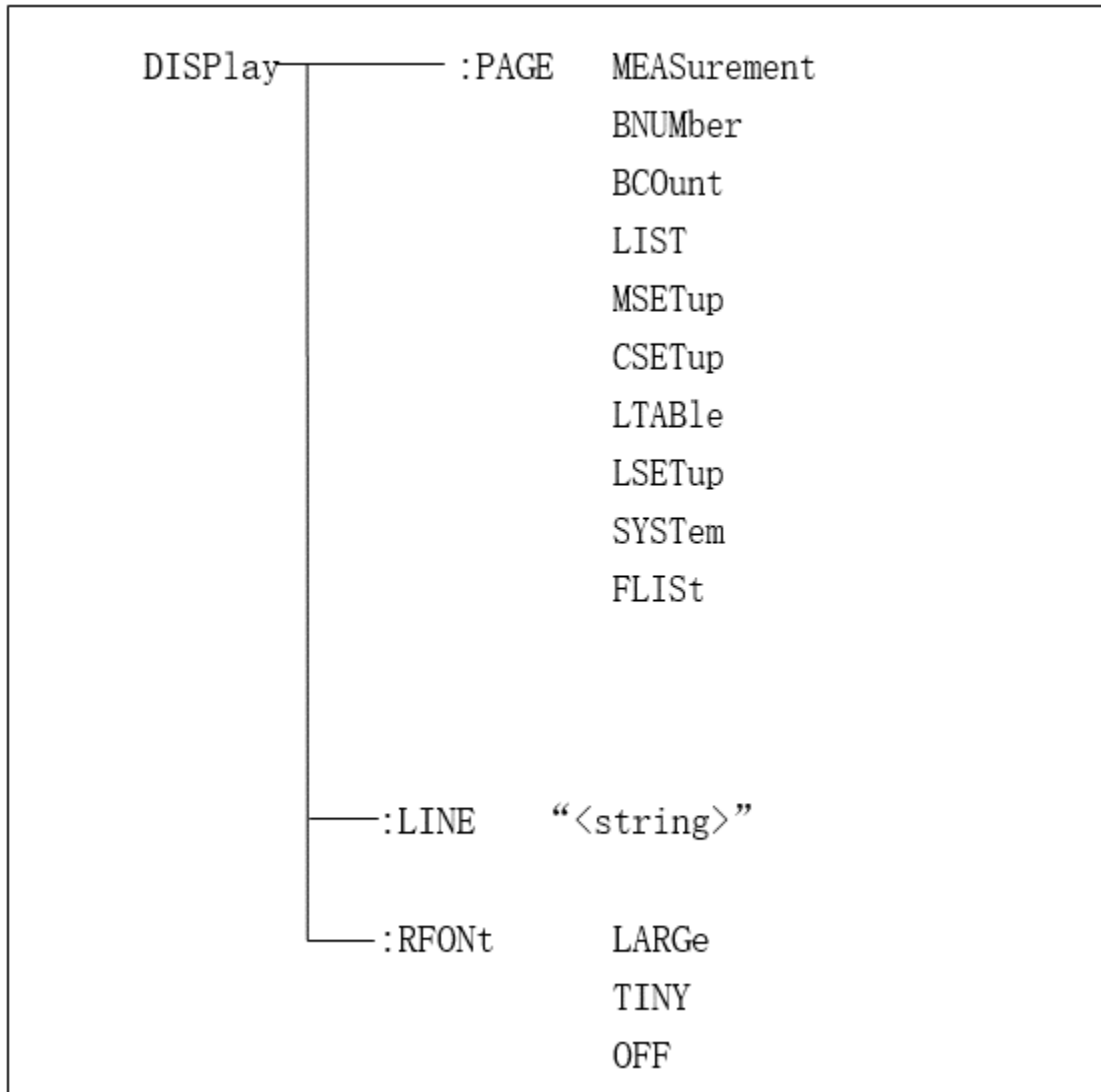 DISPlay :PAGE MEASurement
BNUMber
BCOunt
LIST
MSETup
CSETup
LTABle
LSETup
SYSTem
FLISt
:LINE “<string>”
:RFONt LARGe
TINY
OFF